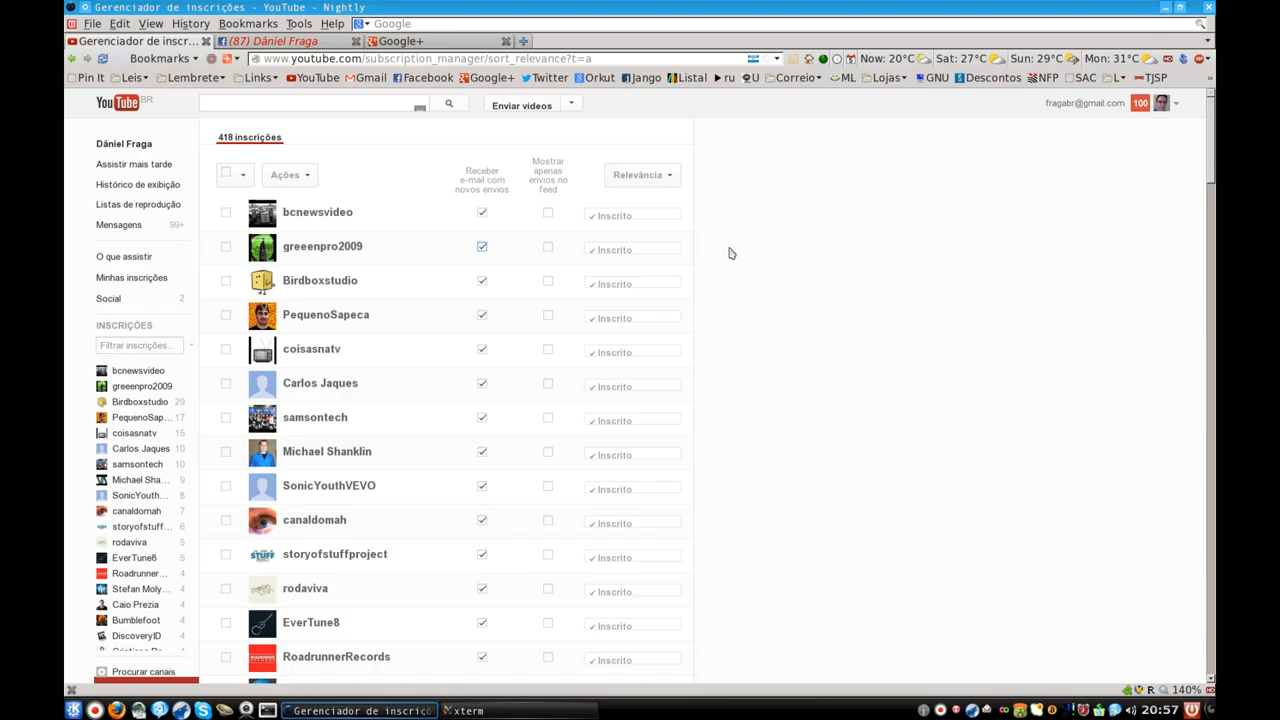 Gerenciador de inscrições - YouTube - Nightly
File Edit View History Bookmarks Tools Help Google
Gerenciador de inscr... (87) Dâniel Fraga Google+
Bookmarks www.youtube.com/subscription_manager/sort_relevance?t=a Now: 20°C Sat: 27°C Sun: 29°C Mon: 31°C
Pin It Leis Lembrete Links YouTube Gmail Facebook Google+ Twitter Orkut Jango Listal ru U Correio ML Lojas GNU Descontos NFP SAC L TJSP »
YouTube BR Enviar vídeos fragabr@gmail.com 100
Dâniel Fraga
Assistir mais tarde
Histórico de exibição
Listas de reprodução
Mensagens 99+
O que assistir
Minhas inscrições
Social 2
INSCRIÇÕES
Filtrar inscrições...
bcnewsvideo
greeenpro2009
Birdboxstudio 29
PequenoSap... 17
coisasnatv 15
Carlos Jaques 10
samsontech 10
Michael Sha... 9
SonicYouth... 8
canaldomah 7
storyofstuff... 6
rodaviva 5
EverTune8 5
Roadrunner... 4
Stefan Moly... 4
Caio Prezia 4
Bumblefoot 4
DiscoveryID 4
Procurar canais
418 inscrições
Ações
Receber e-mail com novos envios
Mostrar apenas envios no feed
Relevância
bcnewsvideo Inscrito
greeenpro2009 Inscrito
Birdboxstudio Inscrito
PequenoSapeca Inscrito
coisasnatv Inscrito
Carlos Jaques Inscrito
samsontech Inscrito
Michael Shanklin Inscrito
SonicYouthVEVO Inscrito
canaldomah Inscrito
storyofstuffproject Inscrito
rodaviva Inscrito
EverTune8 Inscrito
RoadrunnerRecords Inscrito
R 140%
Gerenciador de inscriç xterm 20:57